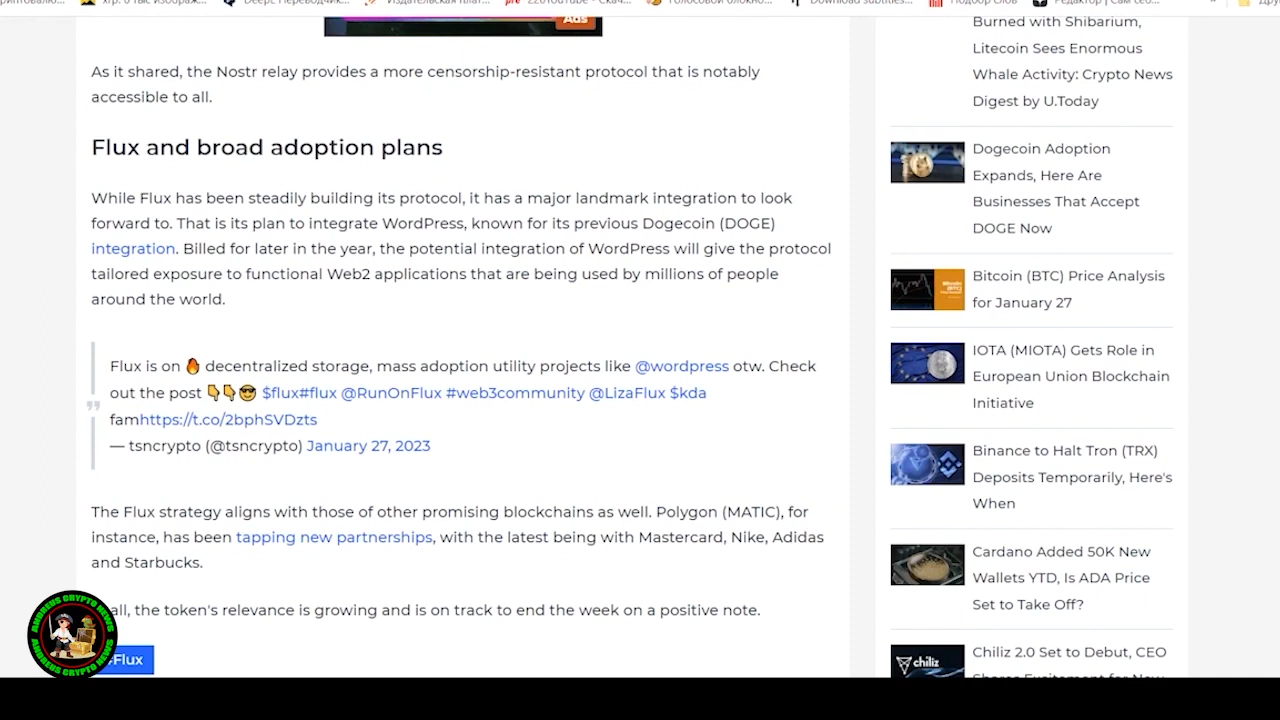 Ads
As it shared, the Nostr relay provides a more censorship-resistant protocol that is notably
accessible to all.
Flux and broad adoption plans
While Flux has been steadily building its protocol, it has a major landmark integration to look
forward to. That is its plan to integrate WordPress, known for its previous Dogecoin (DOGE)
integration. Billed for later in the year, the potential integration of WordPress will give the protocol
tailored exposure to functional Web2 applications that are being used by millions of people
around the world.
Flux is on 🔥 decentralized storage, mass adoption utility projects like @wordpress otw. Check
out the post 👇👇😎 $flux#flux @RunOnFlux #web3community @LizaFlux $kda
famhttps://t.co/2bphSVDzts
— tsncrypto (@tsncrypto) January 27, 2023
The Flux strategy aligns with those of other promising blockchains as well. Polygon (MATIC), for
instance, has been tapping new partnerships, with the latest being with Mastercard, Nike, Adidas
and Starbucks.
all, the token's relevance is growing and is on track to end the week on a positive note.
Flux
ANDREUS CRYPTO NEWS
ANDREUS CRYPTO NEWS
Burned with Shibarium,
Litecoin Sees Enormous
Whale Activity: Crypto News
Digest by U.Today
Dogecoin Adoption
Expands, Here Are
Businesses That Accept
DOGE Now
Bitcoin (BTC) Price Analysis
for January 27
IOTA (MIOTA) Gets Role in
European Union Blockchain
Initiative
Binance to Halt Tron (TRX)
Deposits Temporarily, Here's
When
Cardano Added 50K New
Wallets YTD, Is ADA Price
Set to Take Off?
chiliz
Chiliz 2.0 Set to Debut, CEO